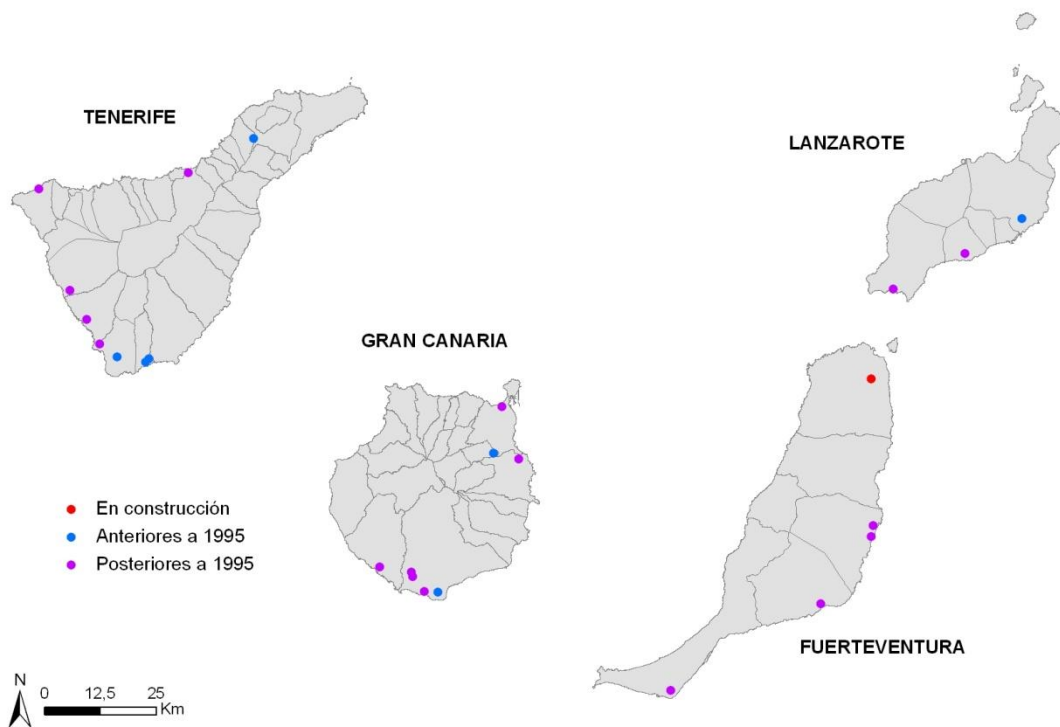 TENERIFE
LANZAROTE
GRAN CANARIA
En construcción
Anteriores a 1995
Posteriores a 1995
FUERTEVENTURA
N
0 12,5 25
Km